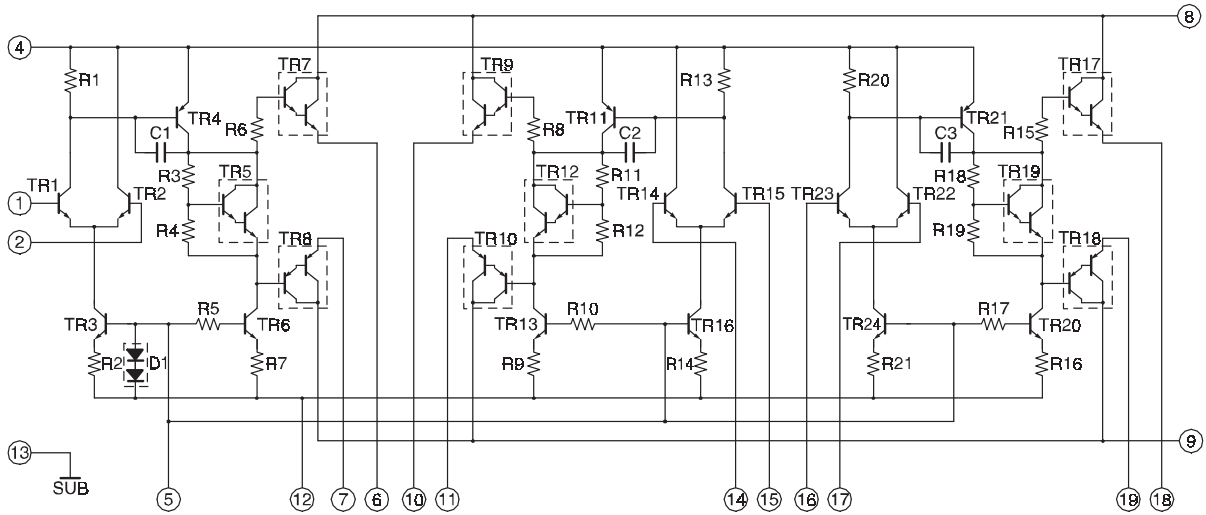 8
4
TR7 TR9 TR17
R1 R13 R20
TR4 R6 R8 TR11 TR21 R15
C1 C2 C3
TR1 TR2 R3 TR5 TR12 R11 TR14 TR15 TR23 TR22 R18 TR19
1
R4 R12 R19
2
TR8 TR10 TR18
TR3 R5 TR6 TR13 R10 TR16 TR24 R17 TR20
R2 D1 R7 R9 R14 R21 R16
9
13
SUB
5 12 7 6 10 11 14 15 16 17 19 18